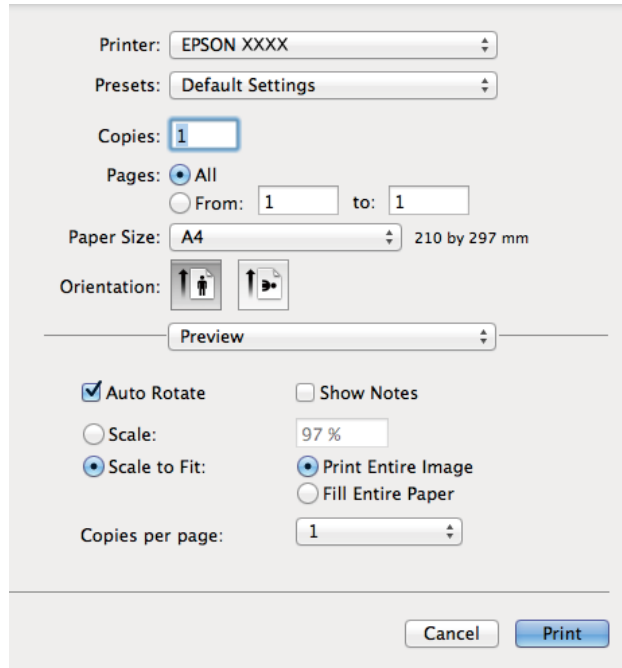 Printer: EPSON XXXX
Presets: Default Settings
Copies: 1
Pages: All
From: 1 to: 1
Paper Size: A4 210 by 297 mm
Orientation:
Preview
Auto Rotate Show Notes
Scale: 97 %
Scale to Fit: Print Entire Image
Fill Entire Paper
Copies per page: 1
Cancel Print